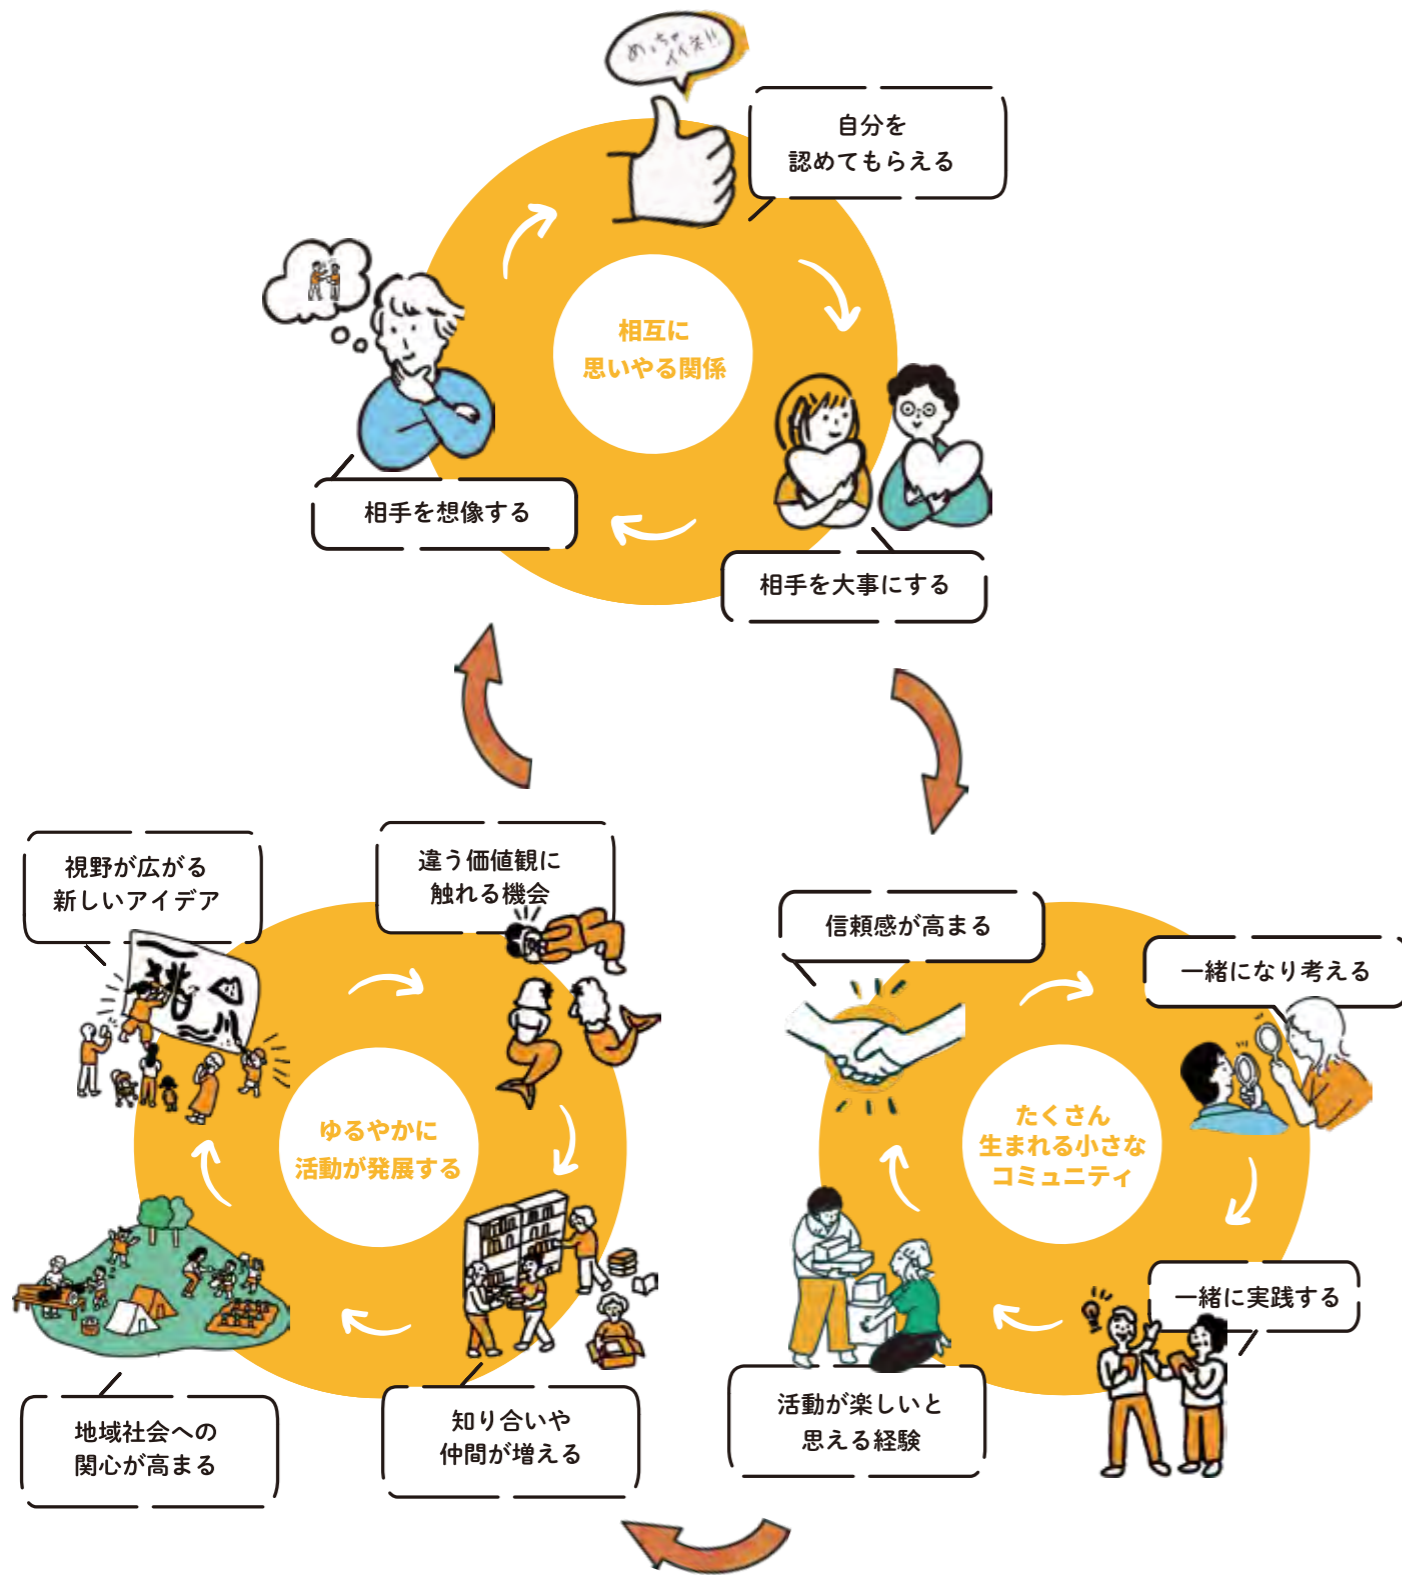 めっちゃ
イイネ!!
自分を
認めてもらえる
相互に
思いやる関係
相手を想像する
相手を大事にする
視野が広がる
新しいアイデア
違う価値観に
触れる機会
ゆるやかに
活動が発展する
地域社会への
関心が高まる
知り合いや
仲間が増える
信頼感が高まる
一緒になり考える
たくさん
生まれる小さな
コミュニティ
一緒に実践する
活動が楽しいと
思える経験